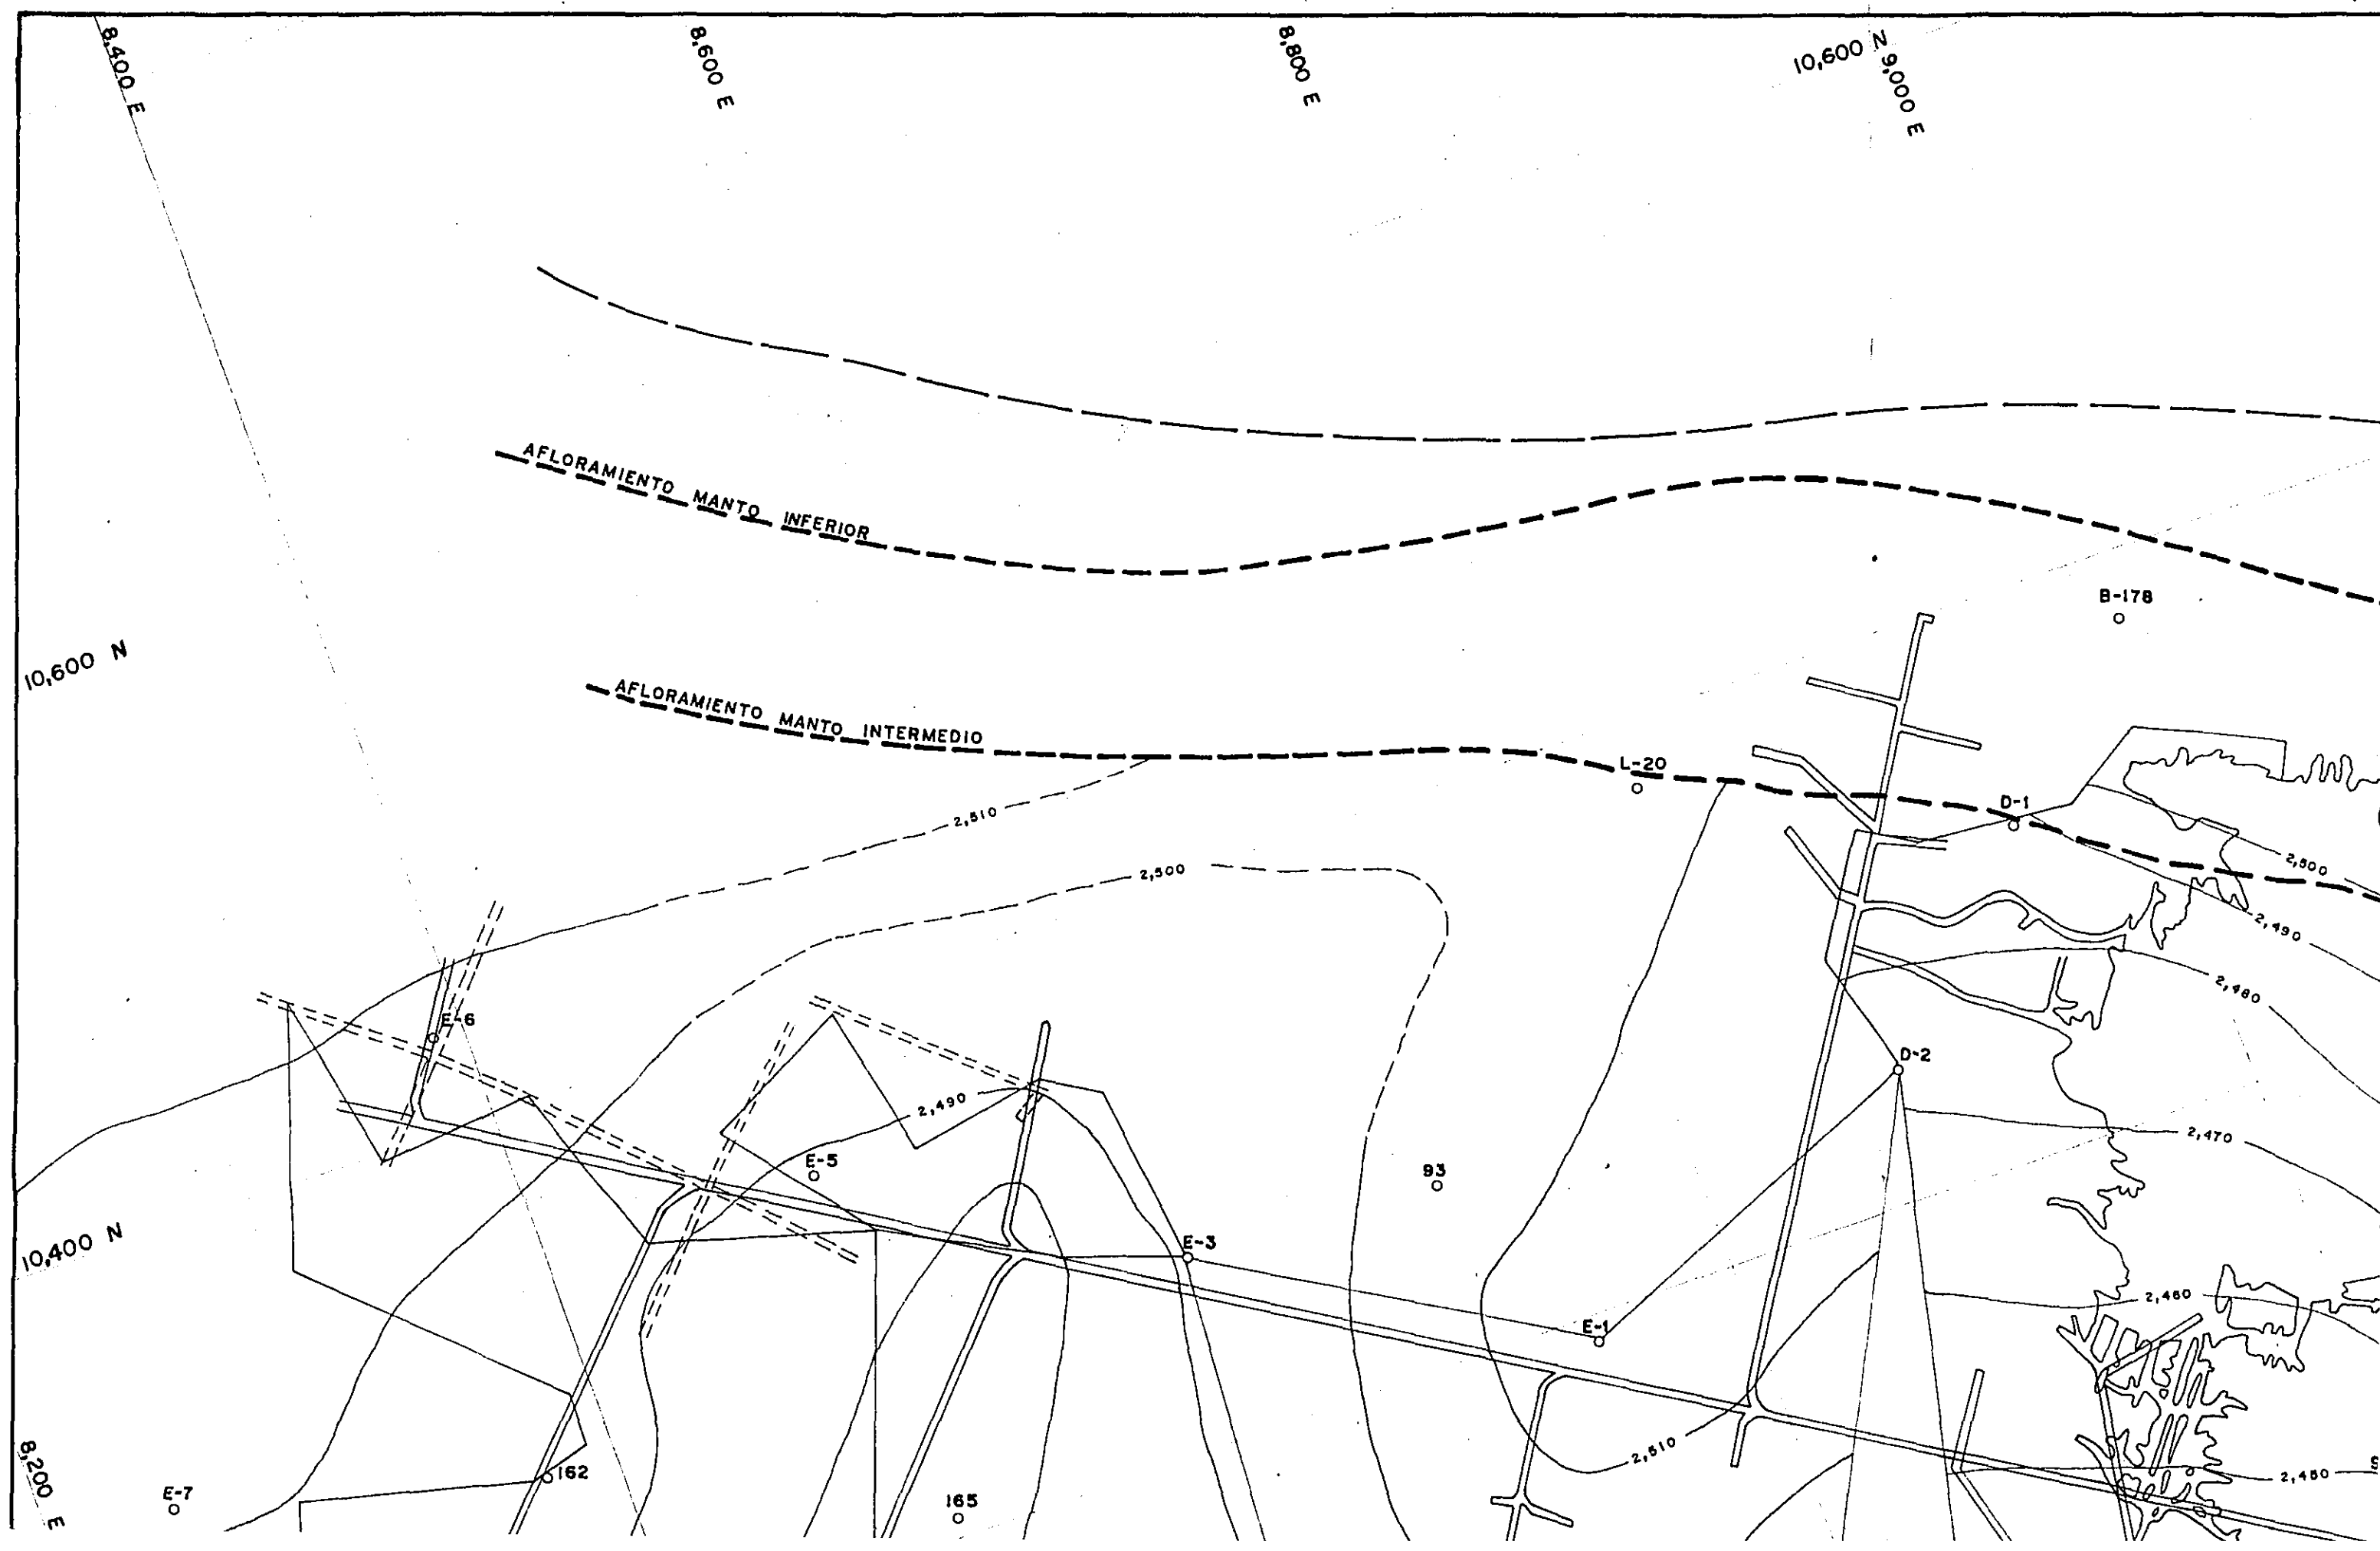 8,400 E
8,600 E
8,800 E
10,600 N
9,000 E
AFLORAMIENTO MANTO INFERIOR
B-178
10,600 N
AFLORAMIENTO MANTO INTERMEDIO
L-20
D-1
2,510
2,500
2,500
2,490
2,480
E-6
D-2
2,490
2,470
E-5
93
10,400 N
E-3
2,460
E-1
2,510
2,450
8,200 E
E-7
162
165